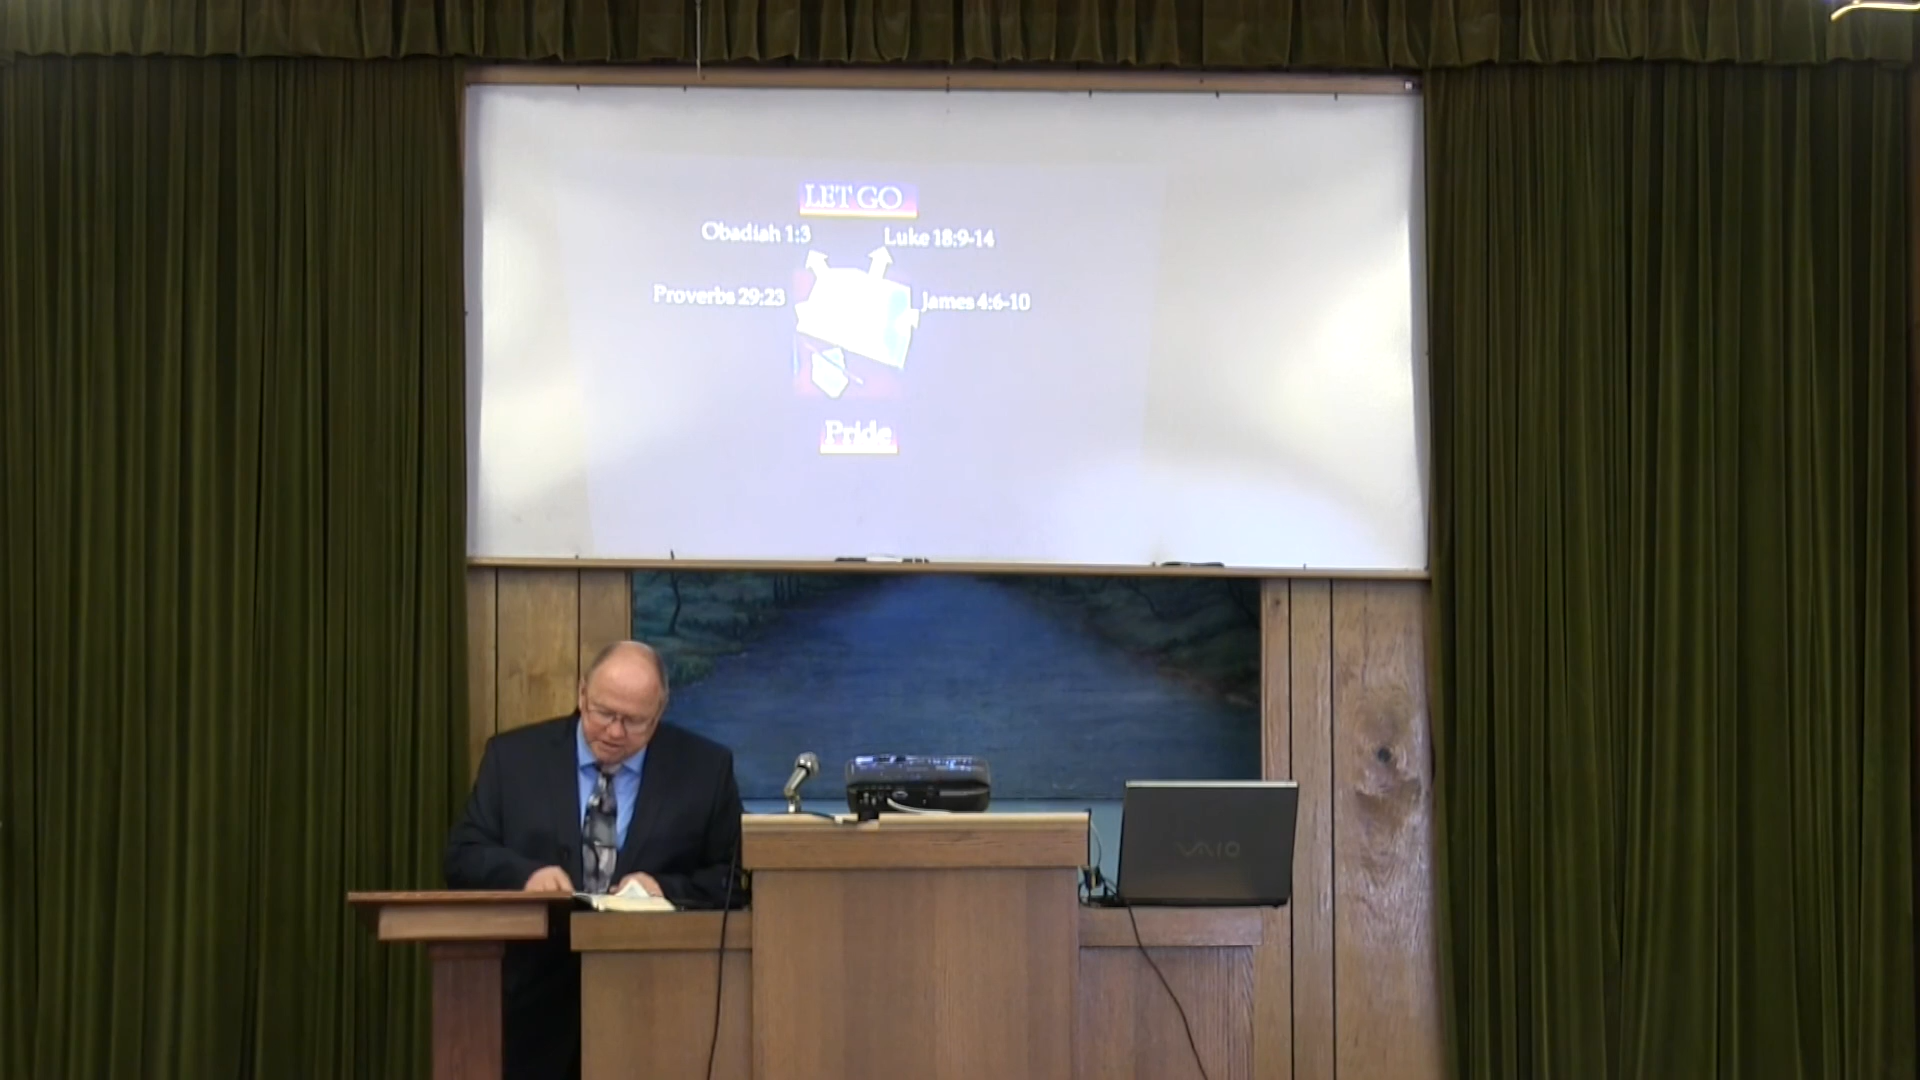 LET GO
Obadiah 1:3
Luke 18:9-14
Proverbs 29:23
James 4:6-10
Pride
VAIO